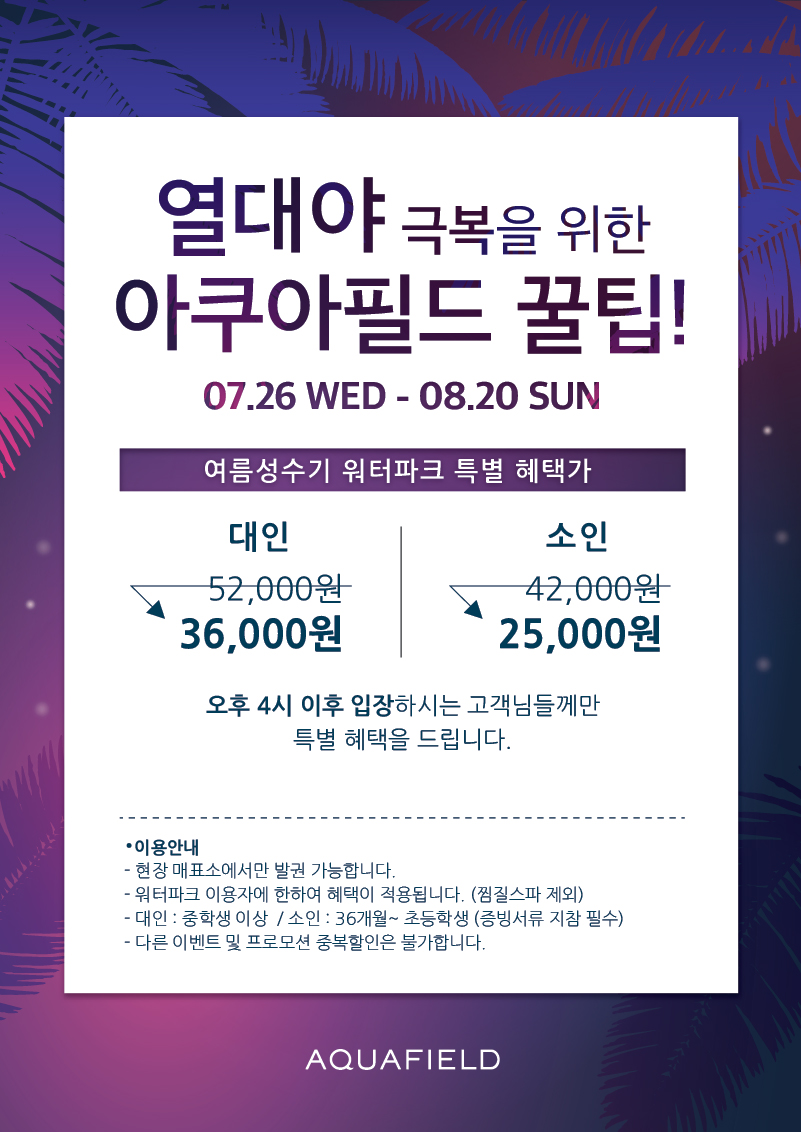 열대야 극복을 위한
아쿠아필드 꿀팁!
07.26 WED - 08.20 SUN
여름성수기 워터파크 특별 혜택가
대인
52,000원
36,000원
소인
42,000원
25,000원
오후 4시 이후 입장하시는 고객님들께만
특별 혜택을 드립니다.
•이용안내
- 현장 매표소에서만 발권 가능합니다.
- 워터파크 이용자에 한하여 혜택이 적용됩니다. (찜질스파 제외)
- 대인 : 중학생 이상 / 소인 : 36개월~ 초등학생 (증빙서류 지참 필수)
- 다른 이벤트 및 프로모션 중복할인은 불가합니다.
AQUAFIELD